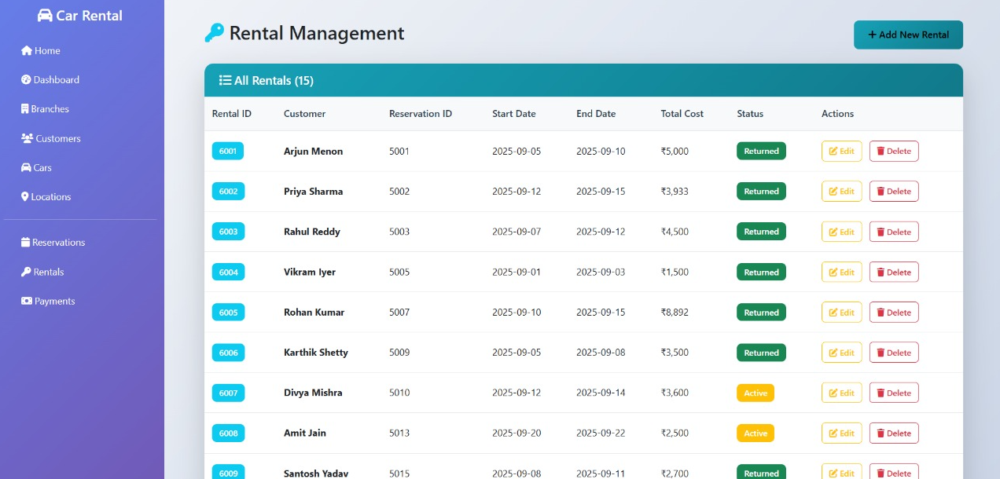 Car Rental
Home
Dashboard
Branches
Customers
Cars
Locations
Reservations
Rentals
Payments
Rental Management
+ Add New Rental
All Rentals (15)
Rental ID Customer Reservation ID Start Date End Date Total Cost Status Actions
6001 Arjun Menon 5001 2025-09-05 2025-09-10 ₹5,000 Returned Edit Delete
6002 Priya Sharma 5002 2025-09-12 2025-09-15 ₹3,933 Returned Edit Delete
6003 Rahul Reddy 5003 2025-09-07 2025-09-12 ₹4,500 Returned Edit Delete
6004 Vikram Iyer 5005 2025-09-01 2025-09-03 ₹1,500 Returned Edit Delete
6005 Rohan Kumar 5007 2025-09-10 2025-09-15 ₹8,892 Returned Edit Delete
6006 Karthik Shetty 5009 2025-09-05 2025-09-08 ₹3,500 Returned Edit Delete
6007 Divya Mishra 5010 2025-09-12 2025-09-14 ₹3,600 Active Edit Delete
6008 Amit Jain 5013 2025-09-20 2025-09-22 ₹2,500 Active Edit Delete
6009 Santosh Yadav 5015 2025-09-08 2025-09-11 ₹2,700 Returned Edit Delete